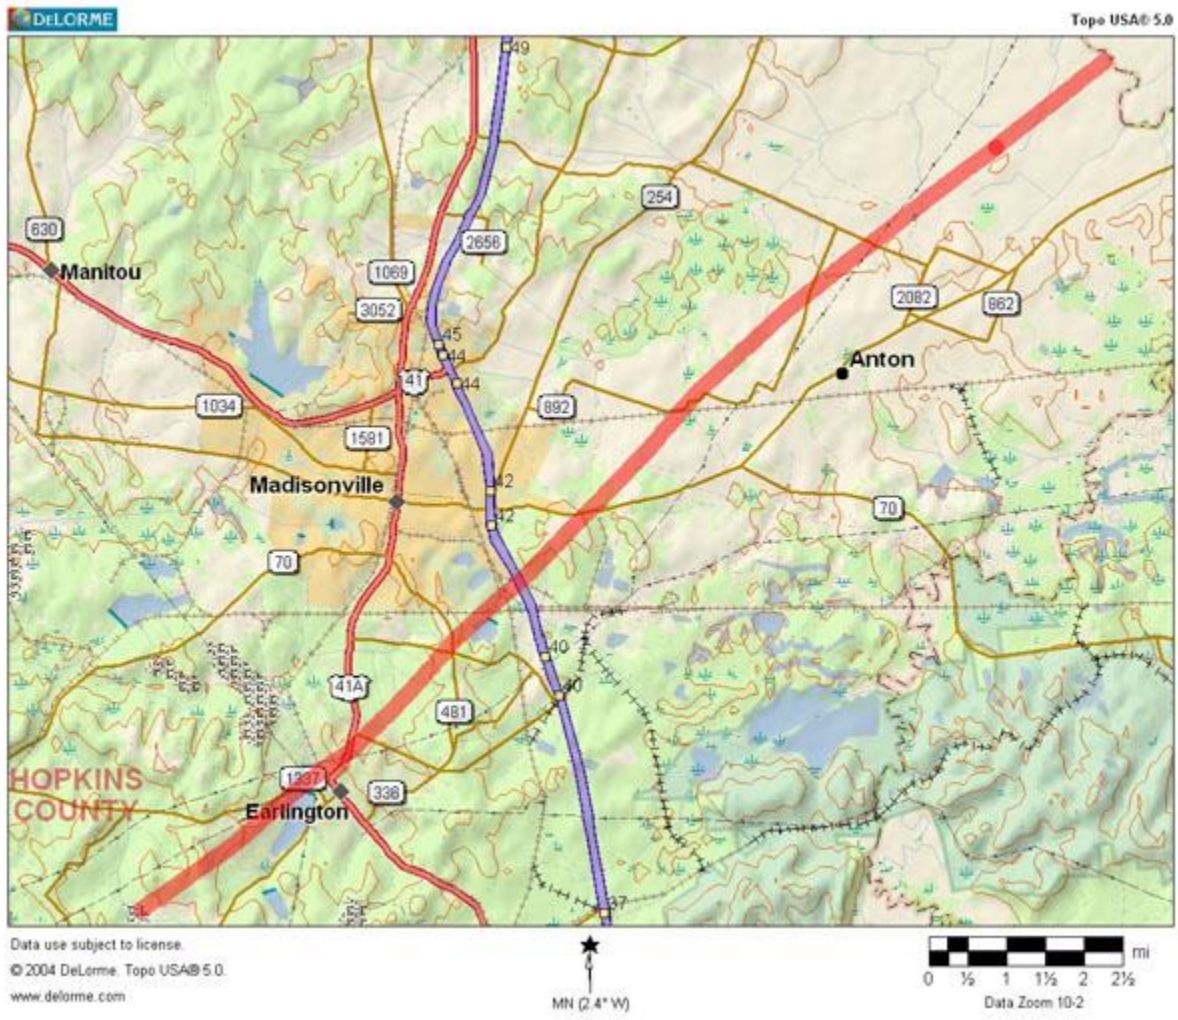 DELORME
Topo USA® 5.0
49
254
630
2656
Manitou
1069
2082
862
3052
45
44
Anton
41
44
1034
892
1581
42
Madisonville
70
42
70
40
41A
40
481
HOPKINS
COUNTY
1337
338
Earlington
37
Data use subject to license.
© 2004 DeLorme. Topo USA® 5.0.
www.delorme.com
MN (2.4° W)
mi
0 ½ 1 1½ 2 2½
Data Zoom 10-2